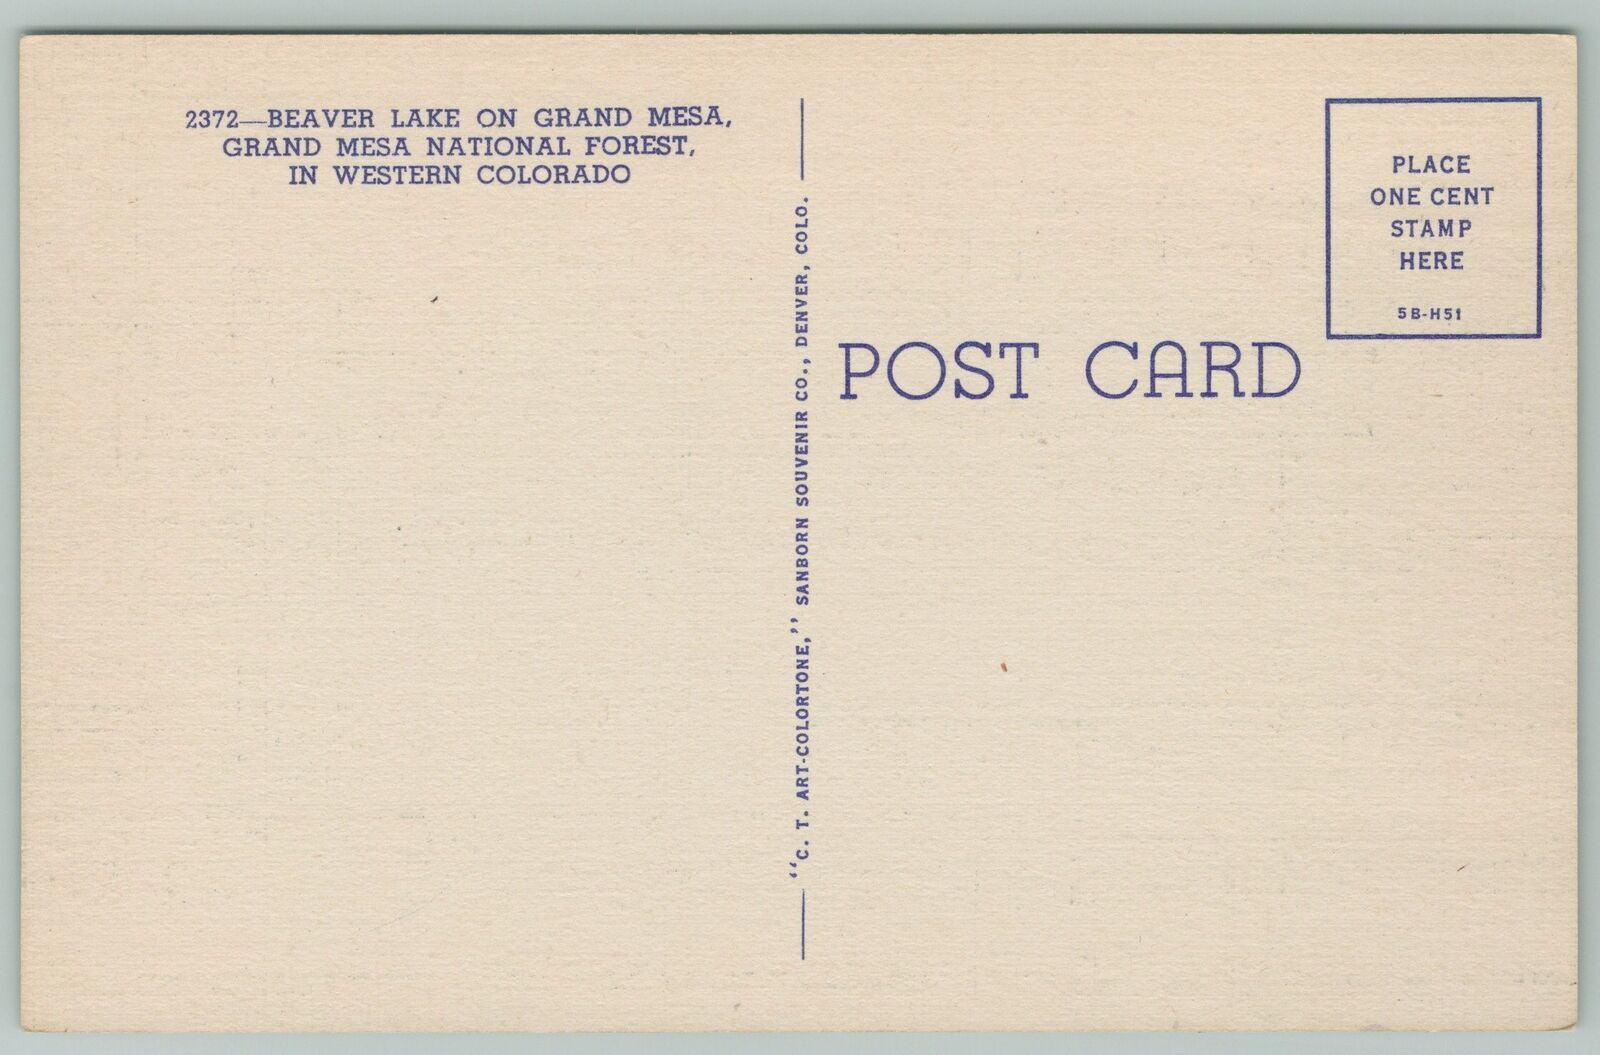 2372—BEAVER LAKE ON GRAND MESA,
GRAND MESA NATIONAL FOREST,
IN WESTERN COLORADO
"C. T. ART-COLORTONE," SANBORN SOUVENIR CO., DENVER, COLO.
POST CARD
PLACE
ONE CENT
STAMP
HERE
5B-H51